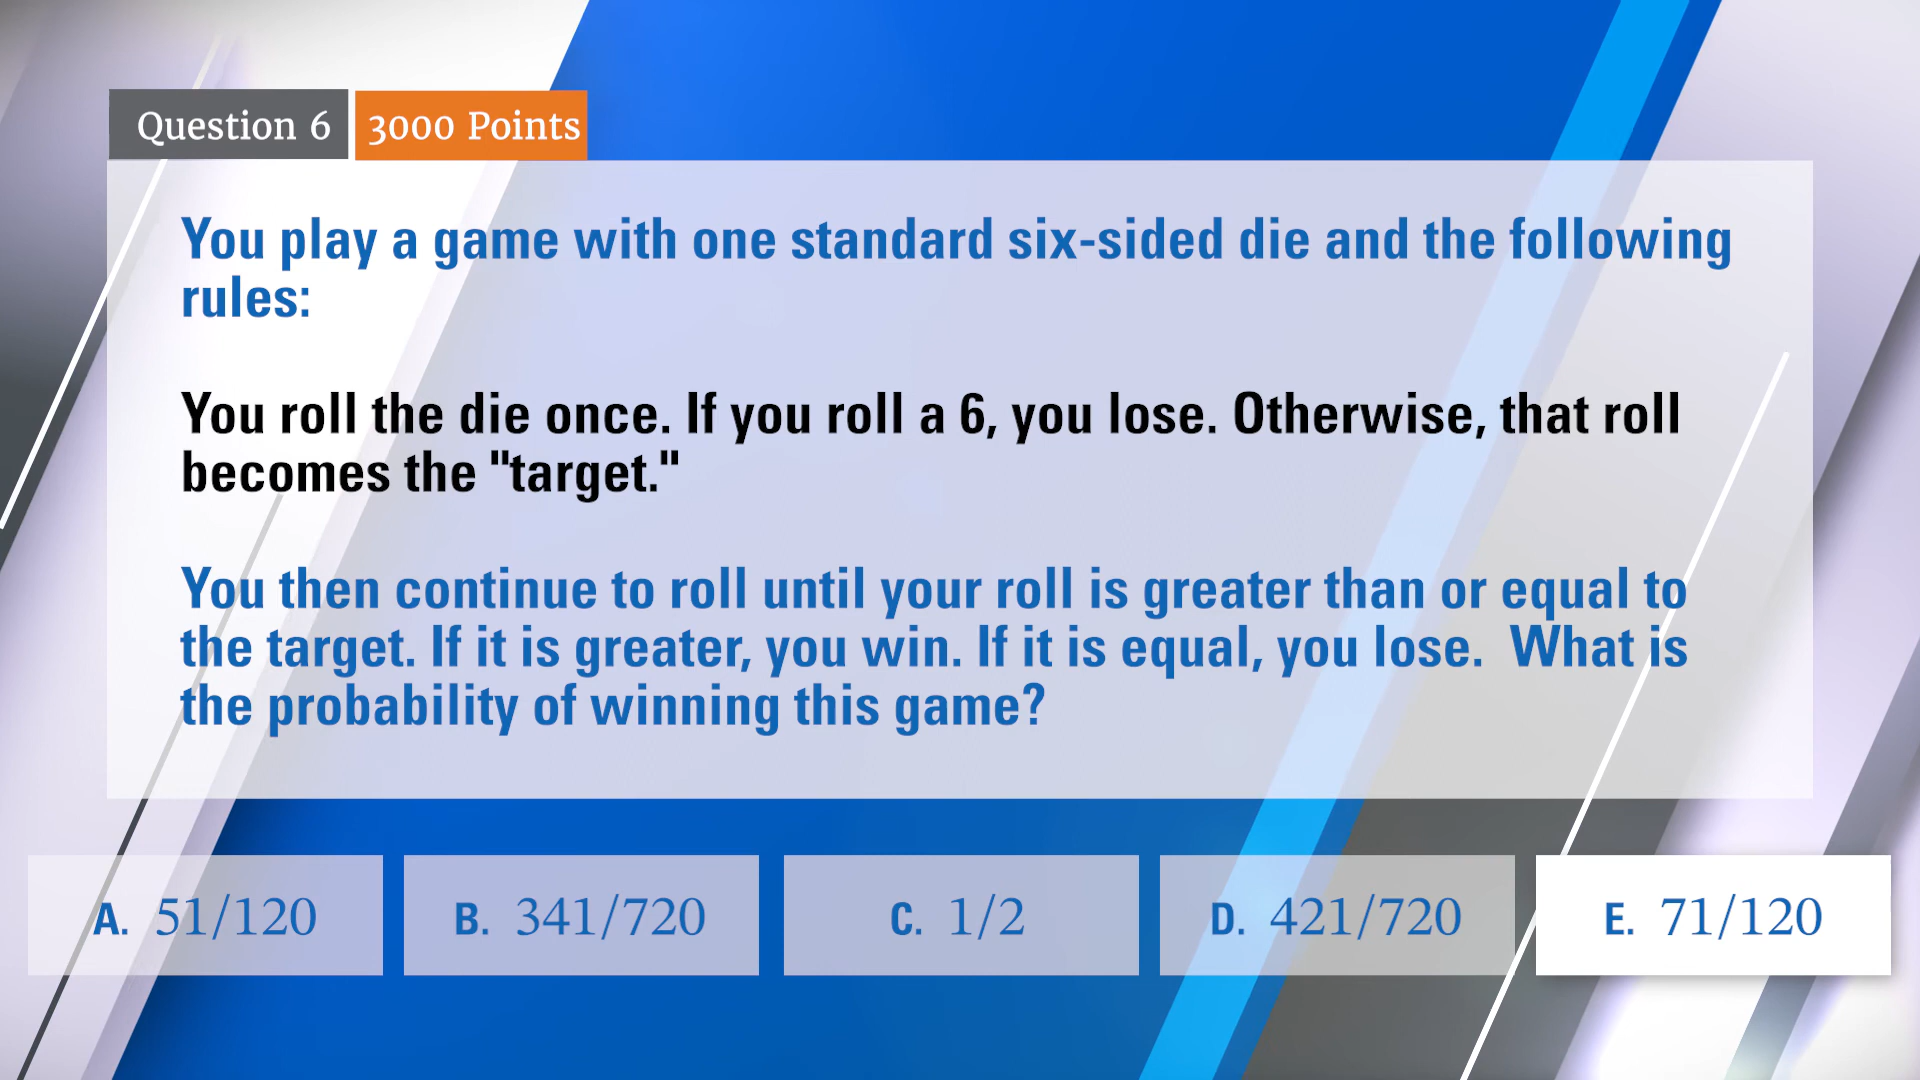 Question 6
3000 Points
You play a game with one standard six-sided die and the following
rules:
You roll the die once. If you roll a 6, you lose. Otherwise, that roll
becomes the "target."
You then continue to roll until your roll is greater than or equal to
the target. If it is greater, you win. If it is equal, you lose.  What is
the probability of winning this game?
A. 51/120
B. 341/720
C. 1/2
D. 421/720
E. 71/120